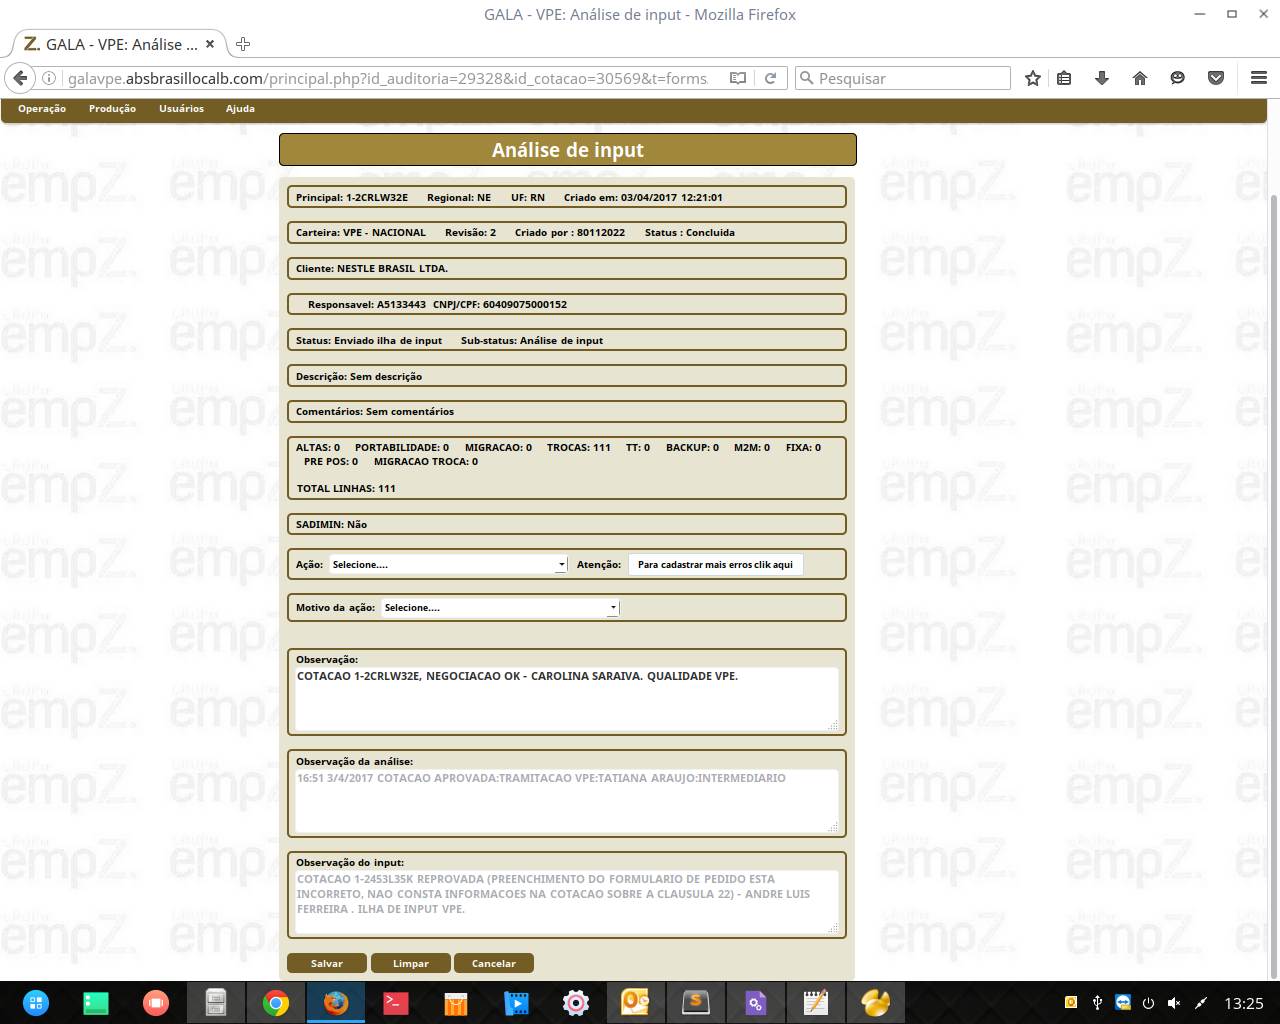 GALA - VPE: Análise de input - Mozilla Firefox
Z. GALA - VPE: Análise ...
galavpe.absbrasillocalb.com/principal.php?id_auditoria=29328&id_cotacao=30569&t=forms.
Pesquisar
Operação Produção Usuários Ajuda
Análise de input
Principal: 1-2CRLW32E Regional: NE UF: RN Criado em: 03/04/2017 12:21:01
Carteira: VPE - NACIONAL Revisão: 2 Criado por : 80112022 Status : Concluida
Cliente: NESTLE BRASIL LTDA.
Responsavel: A5133443 CNPJ/CPF: 60409075000152
Status: Enviado ilha de input Sub-status: Análise de input
Descrição: Sem descrição
Comentários: Sem comentários
ALTAS: 0 PORTABILIDADE: 0 MIGRACAO: 0 TROCAS: 111 TT: 0 BACKUP: 0 M2M: 0 FIXA: 0
PRE POS: 0 MIGRACAO TROCA: 0
TOTAL LINHAS: 111
SADIMIN: Não
Ação: Selecione.... Atenção: Para cadastrar mais erros clik aqui
Motivo da ação: Selecione....
Observação:
COTACAO 1-2CRLW32E, NEGOCIACAO OK - CAROLINA SARAIVA. QUALIDADE VPE.
Observação da análise:
16:51 3/4/2017 COTACAO APROVADA:TRAMITACAO VPE:TATIANA ARAUJO:INTERMEDIARIO
Observação do input:
COTACAO 1-2453L35K REPROVADA (PREENCHIMENTO DO FORMULARIO DE PEDIDO ESTA
INCORRETO, NAO CONSTA INFORMACOES NA COTACAO SOBRE A CLAUSULA 22) - ANDRE LUIS
FERREIRA . ILHA DE INPUT VPE.
Salvar Limpar Cancelar
13:25